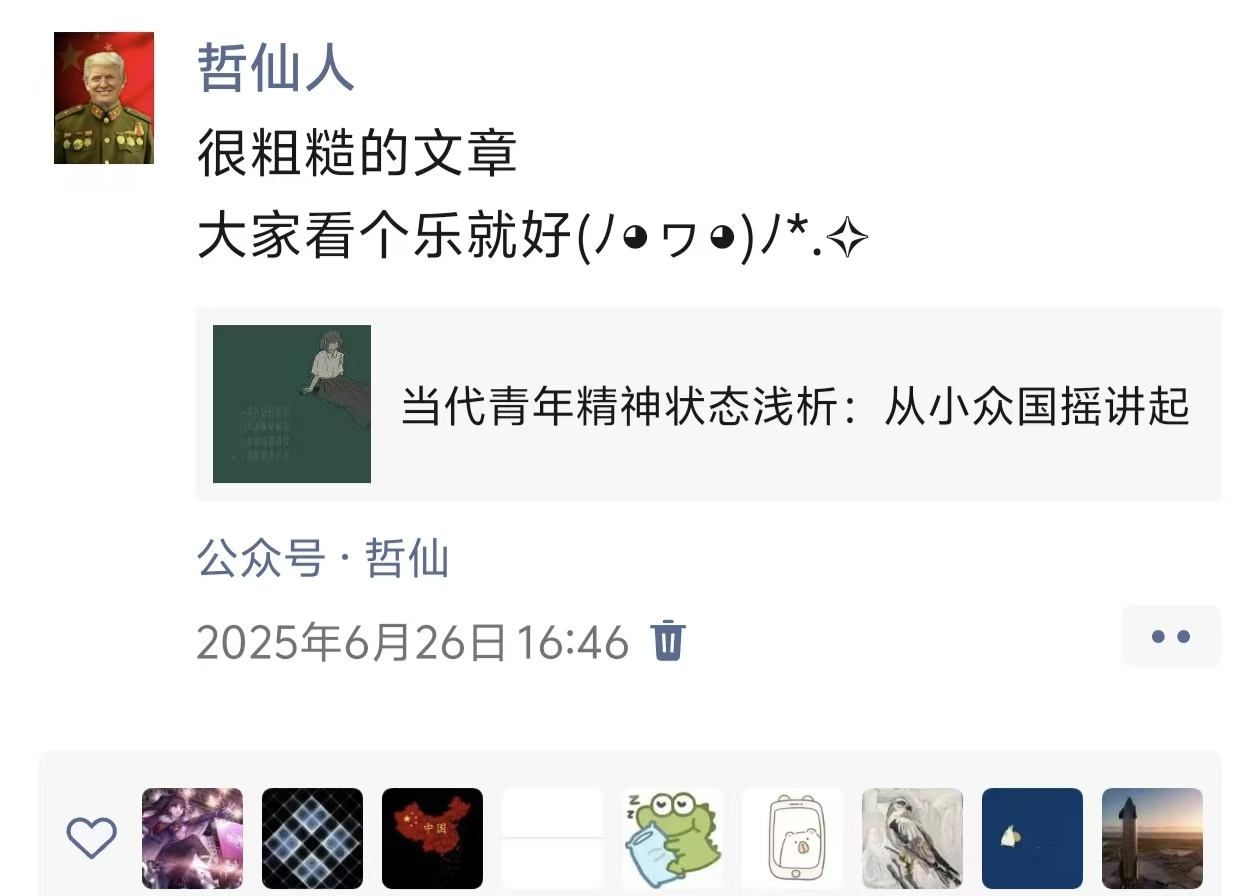 哲仙人
很粗糙的文章
大家看个乐就好(ﾉ◕ヮ◕)ﾉ*.✧
当代青年精神状态浅析：从小众国摇讲起
公众号 · 哲仙
2025年6月26日 16:46
中国
z
z